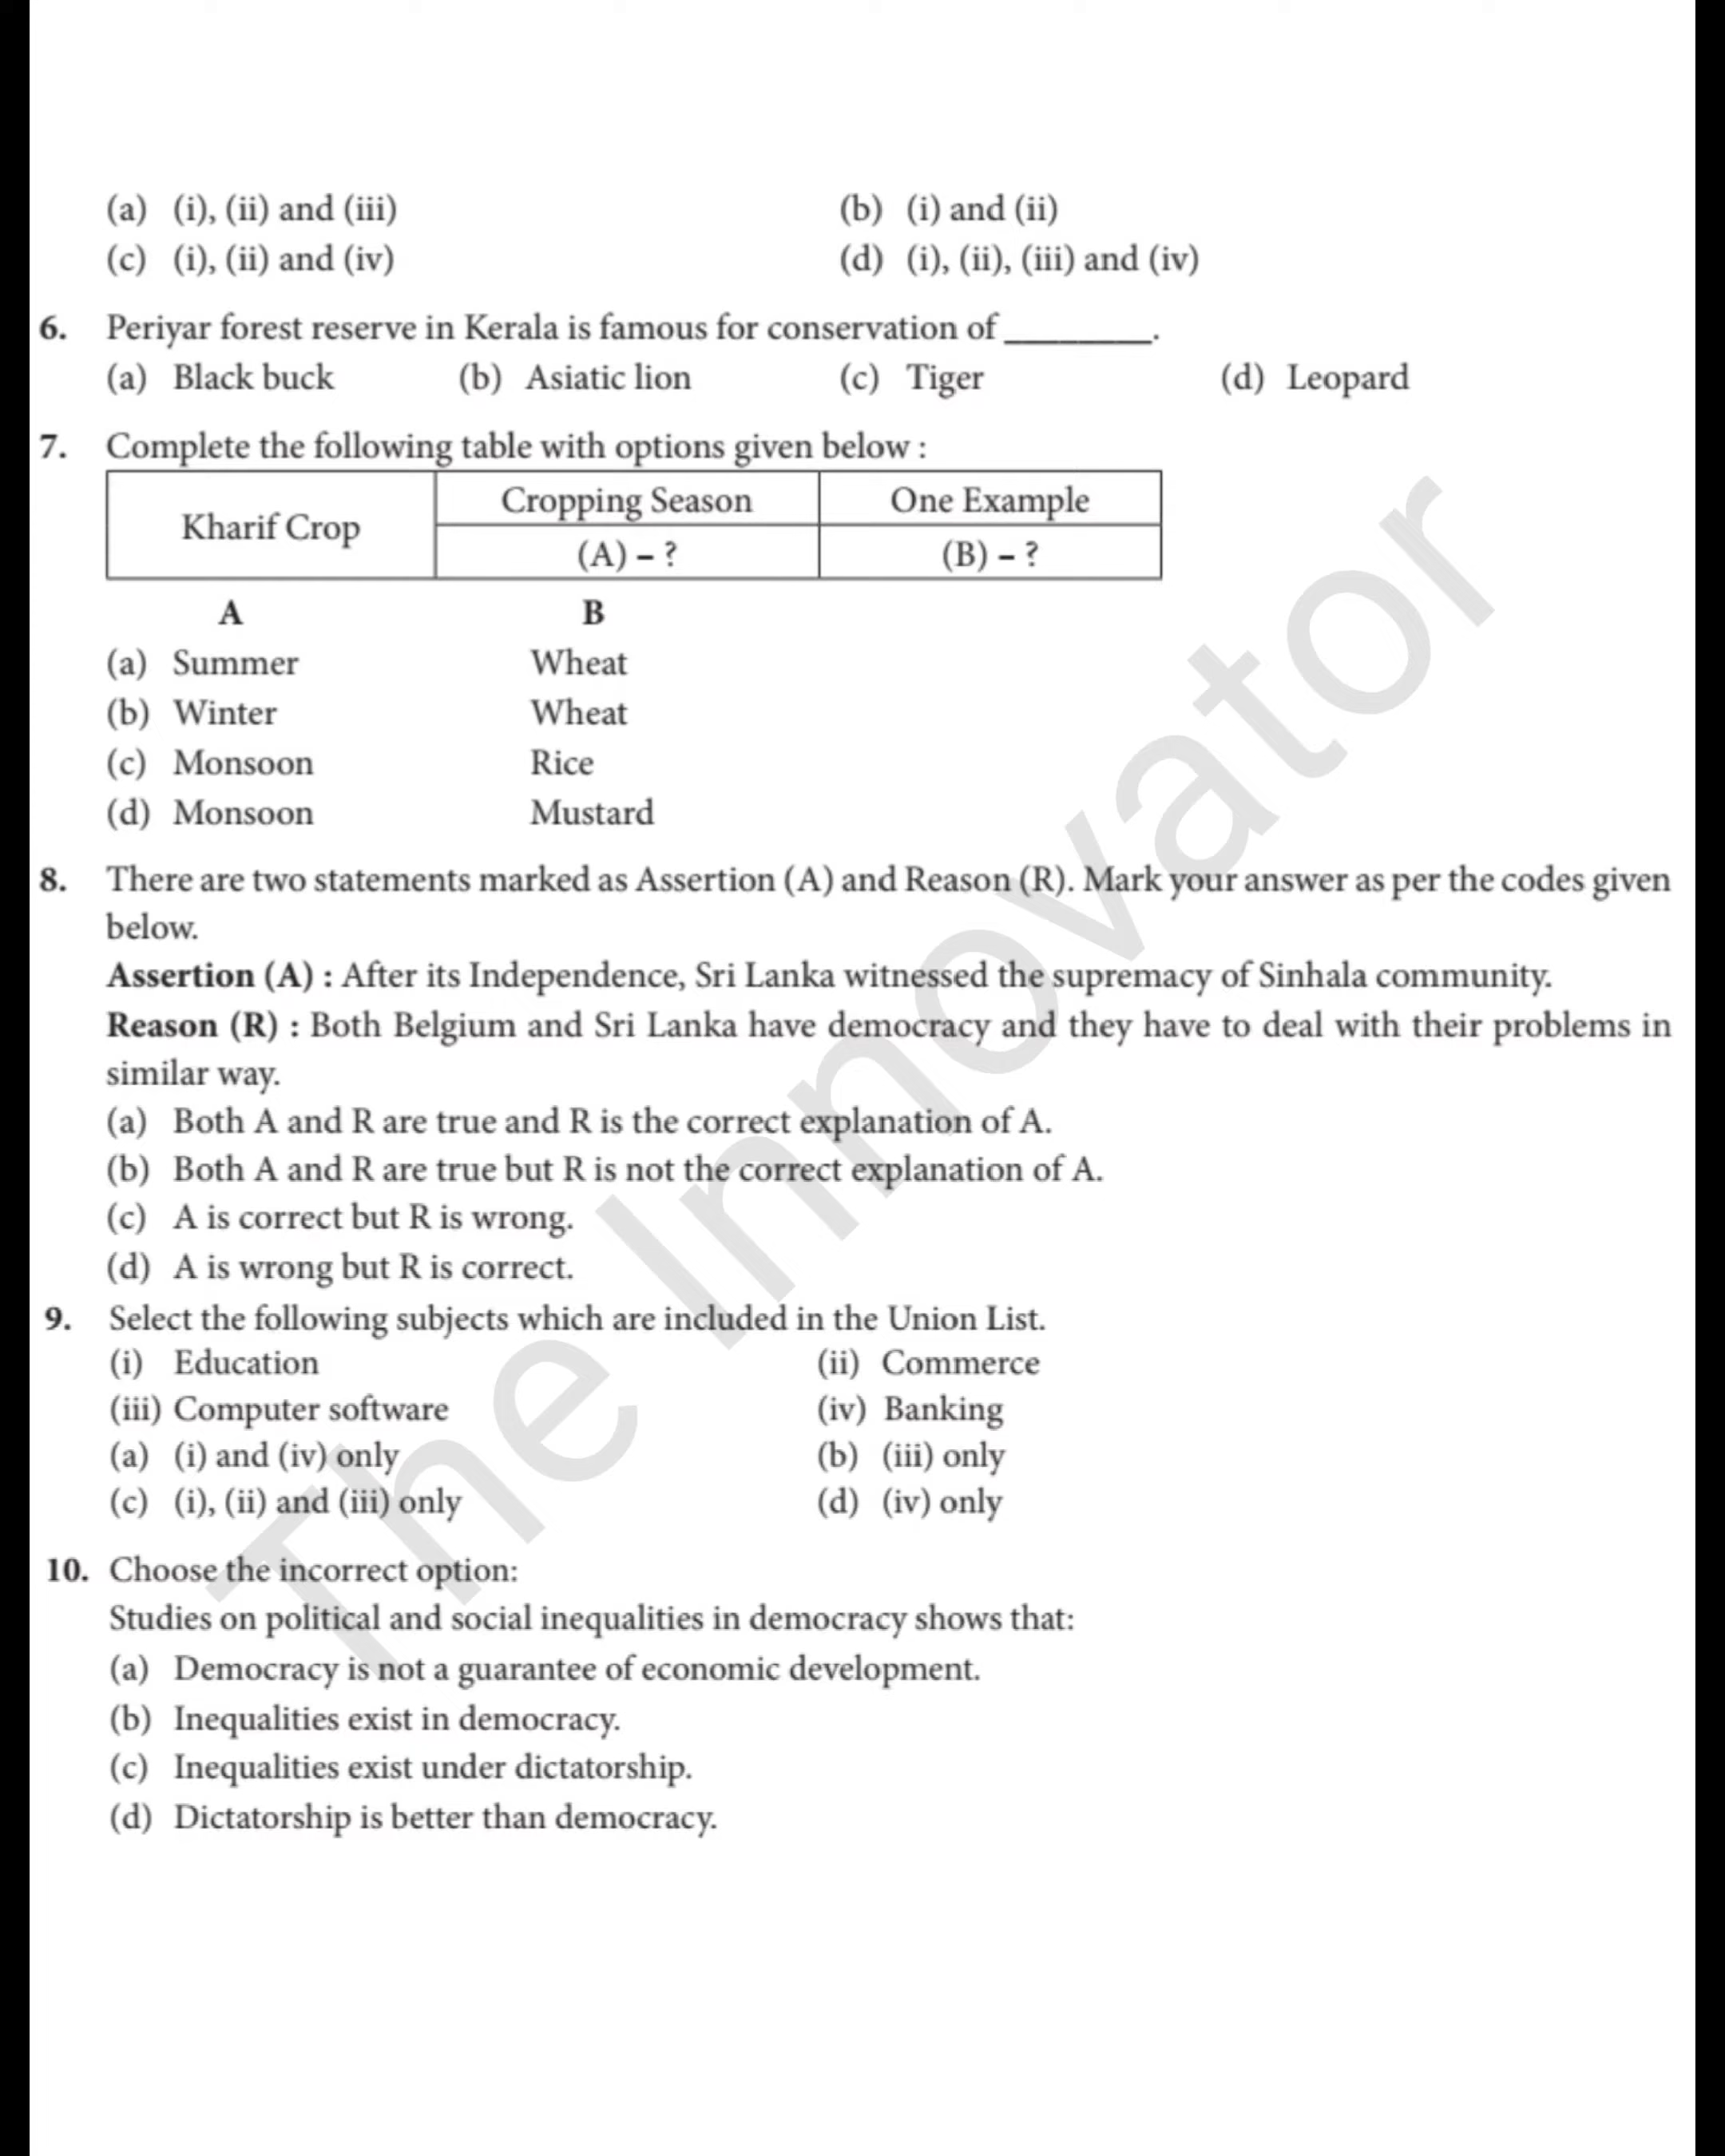 (a) (i), (ii) and (iii) (b) (i) and (ii)
(c) (i), (ii) and (iv) (d) (i), (ii), (iii) and (iv)
6. Periyar forest reserve in Kerala is famous for conservation of ________.
(a) Black buck (b) Asiatic lion (c) Tiger (d) Leopard
7. Complete the following table with options given below :
Kharif Crop Cropping Season One Example
(A) – ? (B) – ?
A B
(a) Summer Wheat
(b) Winter Wheat
(c) Monsoon Rice
(d) Monsoon Mustard
8. There are two statements marked as Assertion (A) and Reason (R). Mark your answer as per the codes given
below.
Assertion (A) : After its Independence, Sri Lanka witnessed the supremacy of Sinhala community.
Reason (R) : Both Belgium and Sri Lanka have democracy and they have to deal with their problems in
similar way.
(a) Both A and R are true and R is the correct explanation of A.
(b) Both A and R are true but R is not the correct explanation of A.
(c) A is correct but R is wrong.
(d) A is wrong but R is correct.
9. Select the following subjects which are included in the Union List.
(i) Education (ii) Commerce
(iii) Computer software (iv) Banking
(a) (i) and (iv) only (b) (iii) only
(c) (i), (ii) and (iii) only (d) (iv) only
10. Choose the incorrect option:
Studies on political and social inequalities in democracy shows that:
(a) Democracy is not a guarantee of economic development.
(b) Inequalities exist in democracy.
(c) Inequalities exist under dictatorship.
(d) Dictatorship is better than democracy.
The Innovator